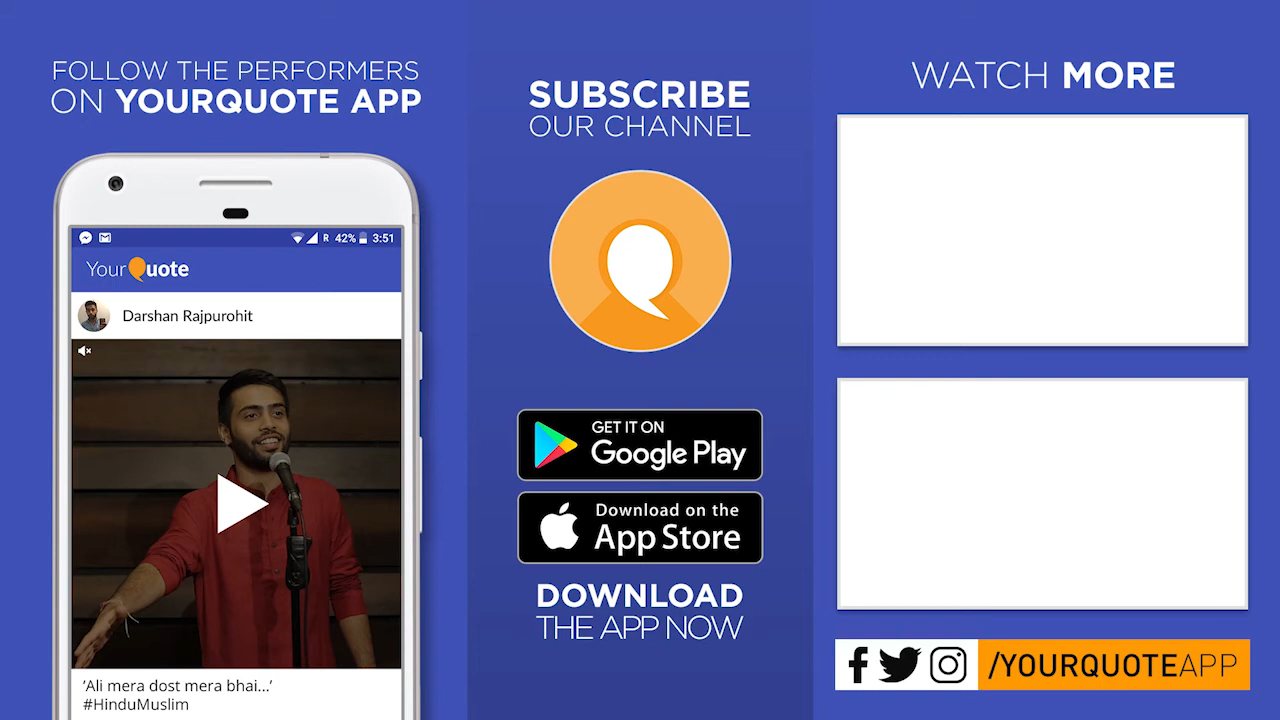 FOLLOW THE PERFORMERS
ON YOURQUOTE APP
R 42% 3:51
YourQuote
Darshan Rajpurohit
'Ali mera dost mera bhai...'
#HinduMuslim
SUBSCRIBE
OUR CHANNEL
GET IT ON
Google Play
Download on the
App Store
DOWNLOAD
THE APP NOW
WATCH MORE
/YOURQUOTEAPP